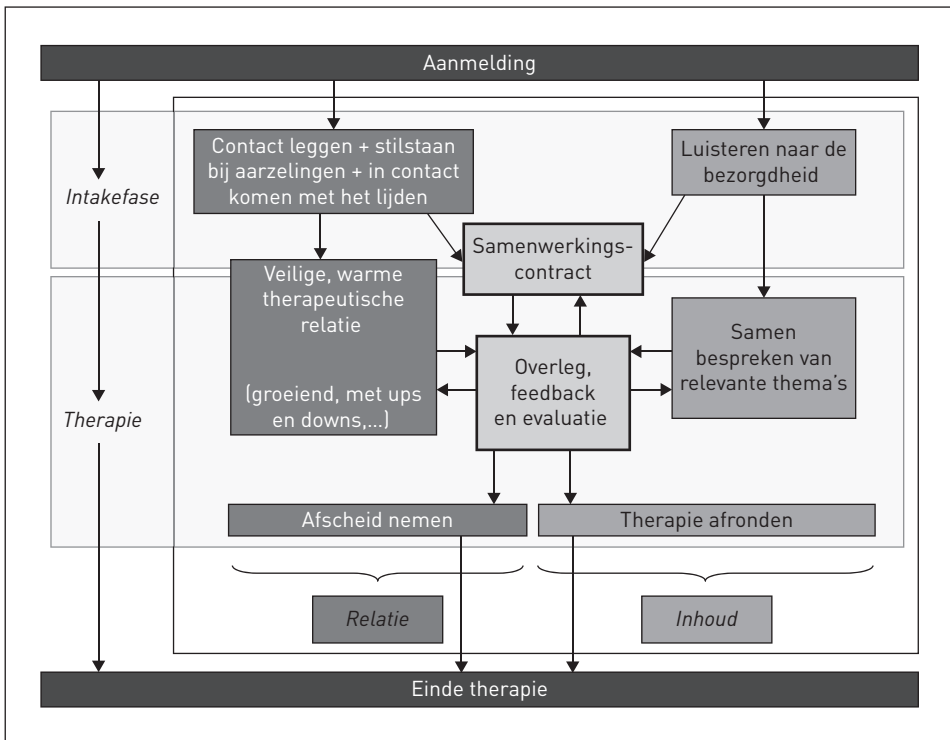 Aanmelding
Contact leggen + stilstaan
bij aarzelingen + in contact
komen met het lijden
Luisteren naar de
bezorgdheid
Intakefase
Samenwerkings-
contract
Veilige, warme
therapeutische
relatie
(groeiend, met ups
en downs,...)
Overleg,
feedback
en evaluatie
Samen
bespreken van
relevante thema's
Therapie
Afscheid nemen
Therapie afronden
Relatie
Inhoud
Einde therapie